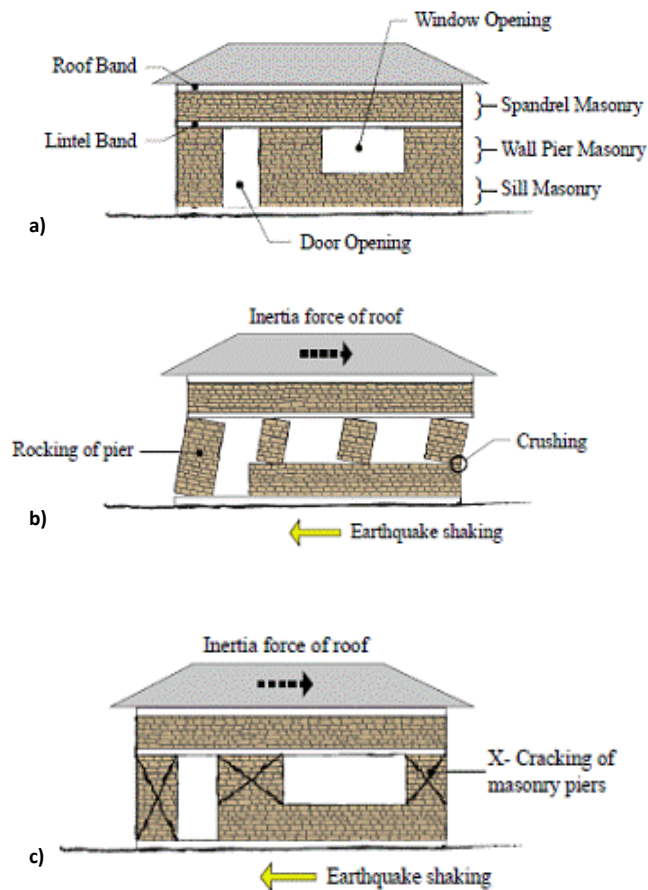 Window Opening
Roof Band
Spandrel Masonry
Lintel Band
Wall Pier Masonry
Sill Masonry
a)
Door Opening
Inertia force of roof
Rocking of pier
Crushing
b)
Earthquake shaking
Inertia force of roof
X- Cracking of
masonry piers
c)
Earthquake shaking